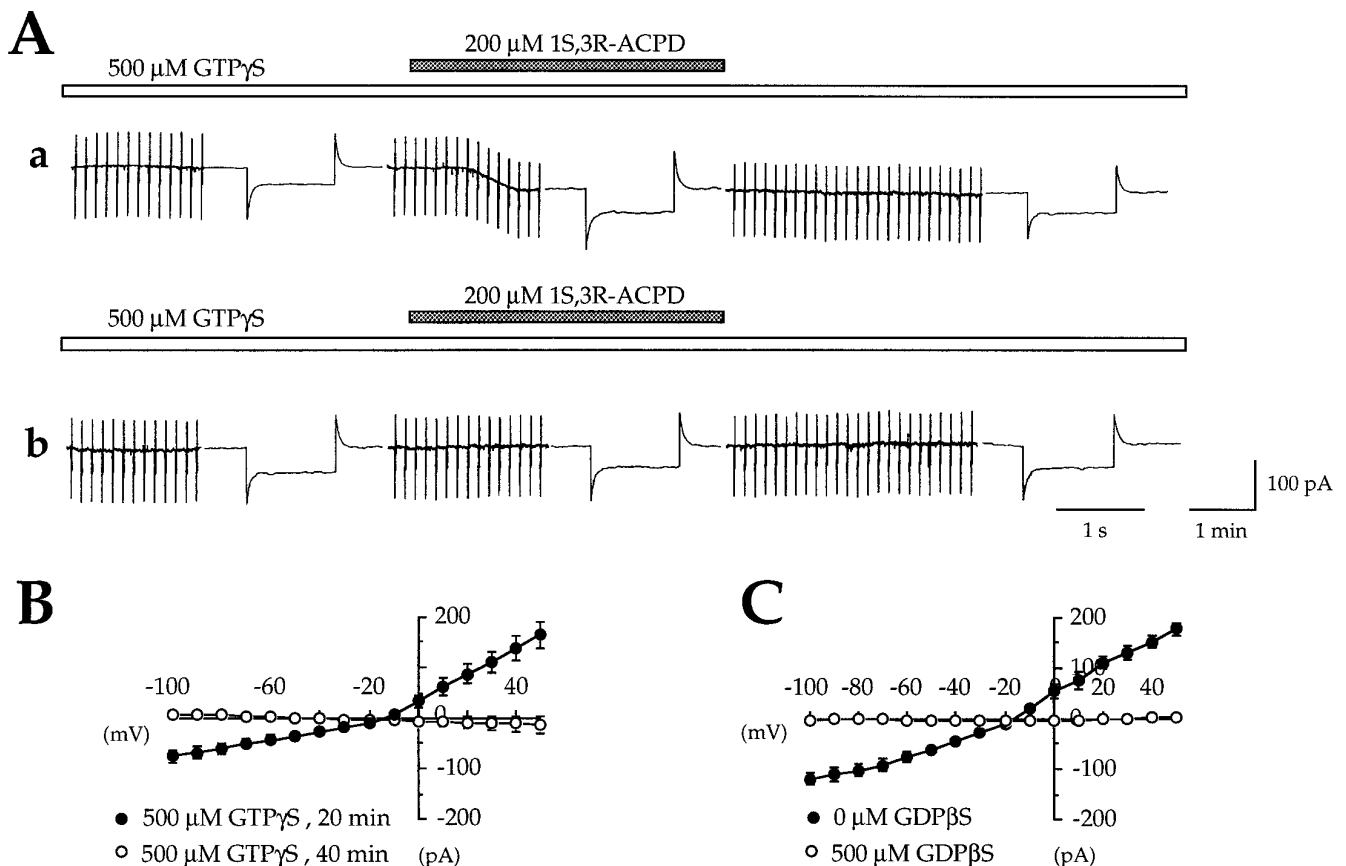 A
200 μM 1S,3R-ACPD
500 μM GTPγS
a
200 μM 1S,3R-ACPD
500 μM GTPγS
b
100 pA
1 s
1 min
B
200
-100
-60
-20
0
40
(mV)
-100
-200
(pA)
500 μM GTPγS , 20 min
500 μM GTPγS , 40 min
C
200
100
-100
-80
-60
-40
-20
0
20
40
(mV)
-100
-200
(pA)
0 μM GDPβS
500 μM GDPβS